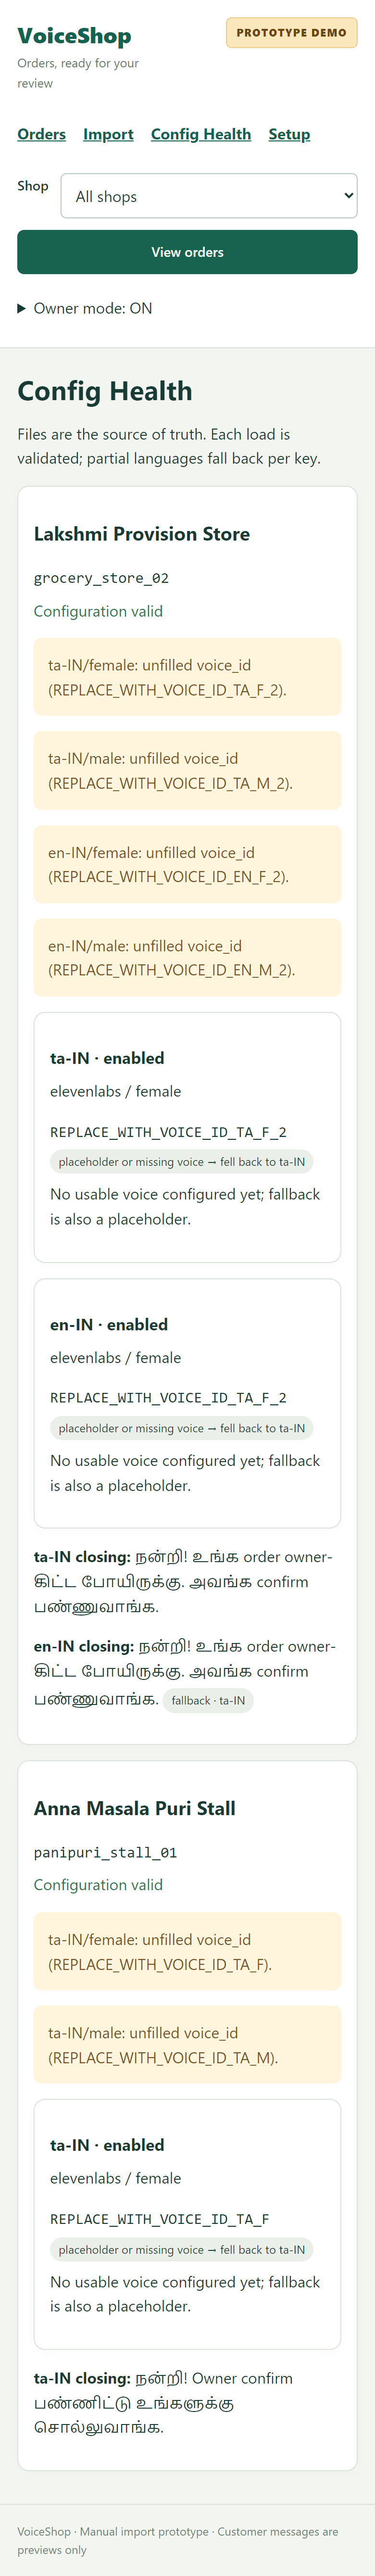 VoiceShop
PROTOTYPE DEMO
Orders, ready for your
review
Orders Import Config Health Setup
Shop
All shops
View orders
Owner mode: ON
Config Health
Files are the source of truth. Each load is
validated; partial languages fall back per key.
Lakshmi Provision Store
grocery_store_02
Configuration valid
ta-IN/female: unfilled voice_id
(REPLACE_WITH_VOICE_ID_TA_F_2).
ta-IN/male: unfilled voice_id
(REPLACE_WITH_VOICE_ID_TA_M_2).
en-IN/female: unfilled voice_id
(REPLACE_WITH_VOICE_ID_EN_F_2).
en-IN/male: unfilled voice_id
(REPLACE_WITH_VOICE_ID_EN_M_2).
ta-IN · enabled
elevenlabs / female
REPLACE_WITH_VOICE_ID_TA_F_2
placeholder or missing voice → fell back to ta-IN
No usable voice configured yet; fallback
is also a placeholder.
en-IN · enabled
elevenlabs / female
REPLACE_WITH_VOICE_ID_TA_F_2
placeholder or missing voice → fell back to ta-IN
No usable voice configured yet; fallback
is also a placeholder.
ta-IN closing: நன்றி! உங்க order owner-
கிட்ட போயிருக்கு. அவங்க confirm
பண்ணுவாங்க.
en-IN closing: நன்றி! உங்க order owner-
கிட்ட போயிருக்கு. அவங்க confirm
பண்ணுவாங்க. fallback · ta-IN
Anna Masala Puri Stall
panipuri_stall_01
Configuration valid
ta-IN/female: unfilled voice_id
(REPLACE_WITH_VOICE_ID_TA_F).
ta-IN/male: unfilled voice_id
(REPLACE_WITH_VOICE_ID_TA_M).
ta-IN · enabled
elevenlabs / female
REPLACE_WITH_VOICE_ID_TA_F
placeholder or missing voice → fell back to ta-IN
No usable voice configured yet; fallback
is also a placeholder.
ta-IN closing: நன்றி! Owner confirm
பண்ணிட்டு உங்களுக்கு
சொல்லுவாங்க.
VoiceShop · Manual import prototype · Customer messages are
previews only